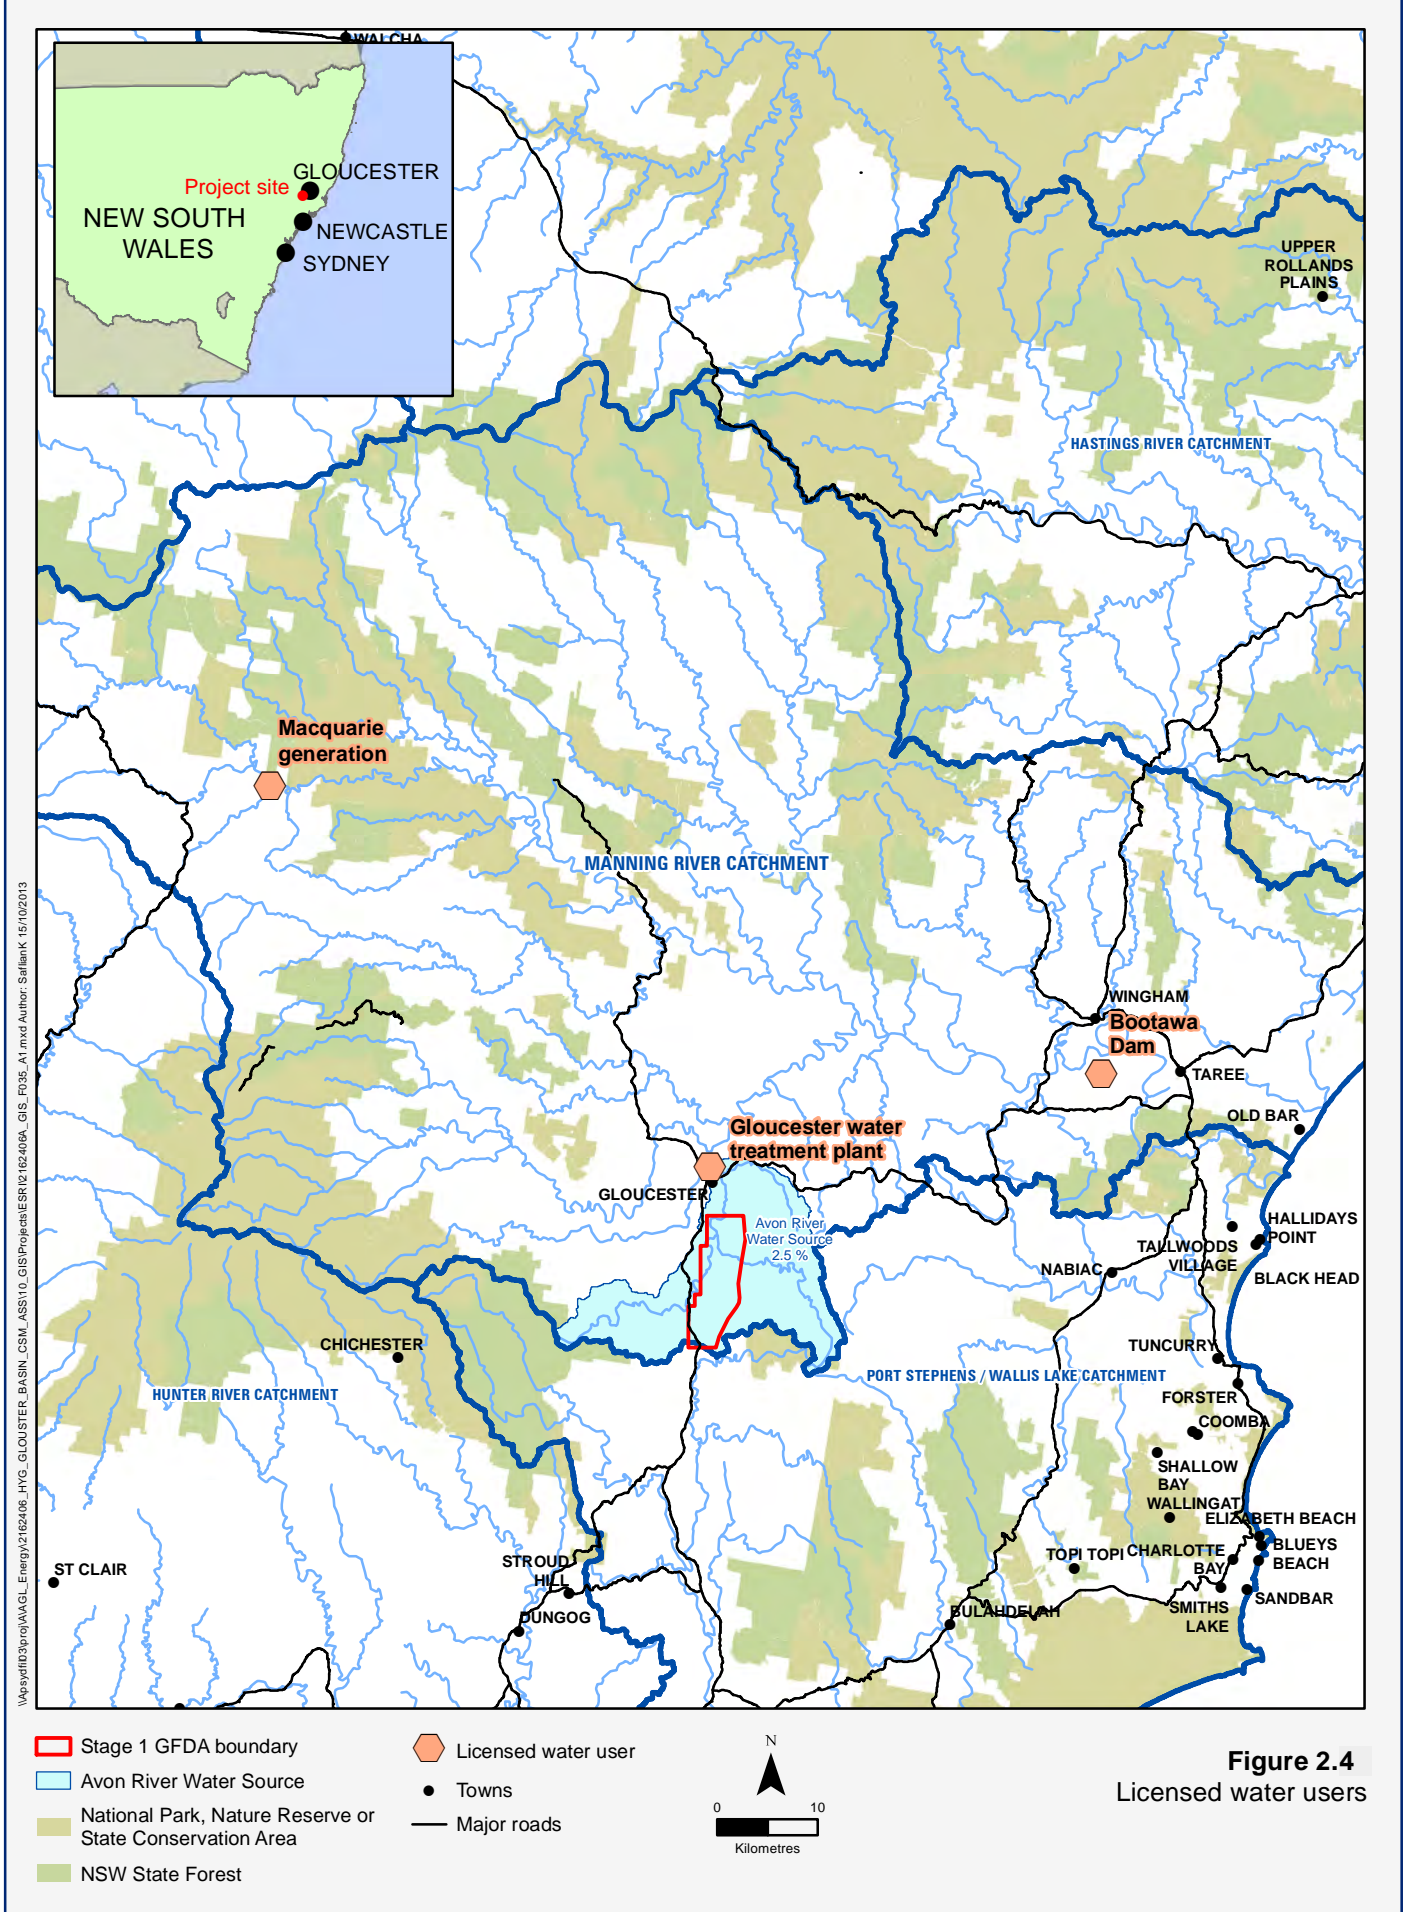 WALCHA
GLOUCESTER
Project site
NEW SOUTH
WALES
NEWCASTLE
SYDNEY
UPPER
ROLLANDS
PLAINS
HASTINGS RIVER CATCHMENT
Macquarie
generation
MANNING RIVER CATCHMENT
WINGHAM
Bootawa
Dam
TAREE
OLD BAR
Gloucester water
treatment plant
GLOUCESTER
Avon River
Water Source
2.5 %
HALLIDAYS
POINT
TALLWOODS
VILLAGE
NABIAC
BLACK HEAD
CHICHESTER
TUNCURRY
HUNTER RIVER CATCHMENT
PORT STEPHENS / WALLIS LAKE CATCHMENT
FORSTER
COOMBA
SHALLOW
BAY
WALLINGAT
ELIZABETH BEACH
BLUEYS
BEACH
ST CLAIR
STROUD
HILL
TOPI TOPI
CHARLOTTE
BAY
SANDBAR
DUNGOG
BULAHDELAH
SMITHS
LAKE
\\Apsydfil03\proj\A\AGL_Energy\2162406_HYG_GLOUSTER_BASIN_CSM_ASS\10_GIS\Projects\ESRI\2162406A_GIS_F035_A1.mxd Author: SafianK 15/10/2013
Stage 1 GFDA boundary
Avon River Water Source
National Park, Nature Reserve or
State Conservation Area
NSW State Forest
Licensed water user
Towns
Major roads
N
0 10
Kilometres
Figure 2.4
Licensed water users